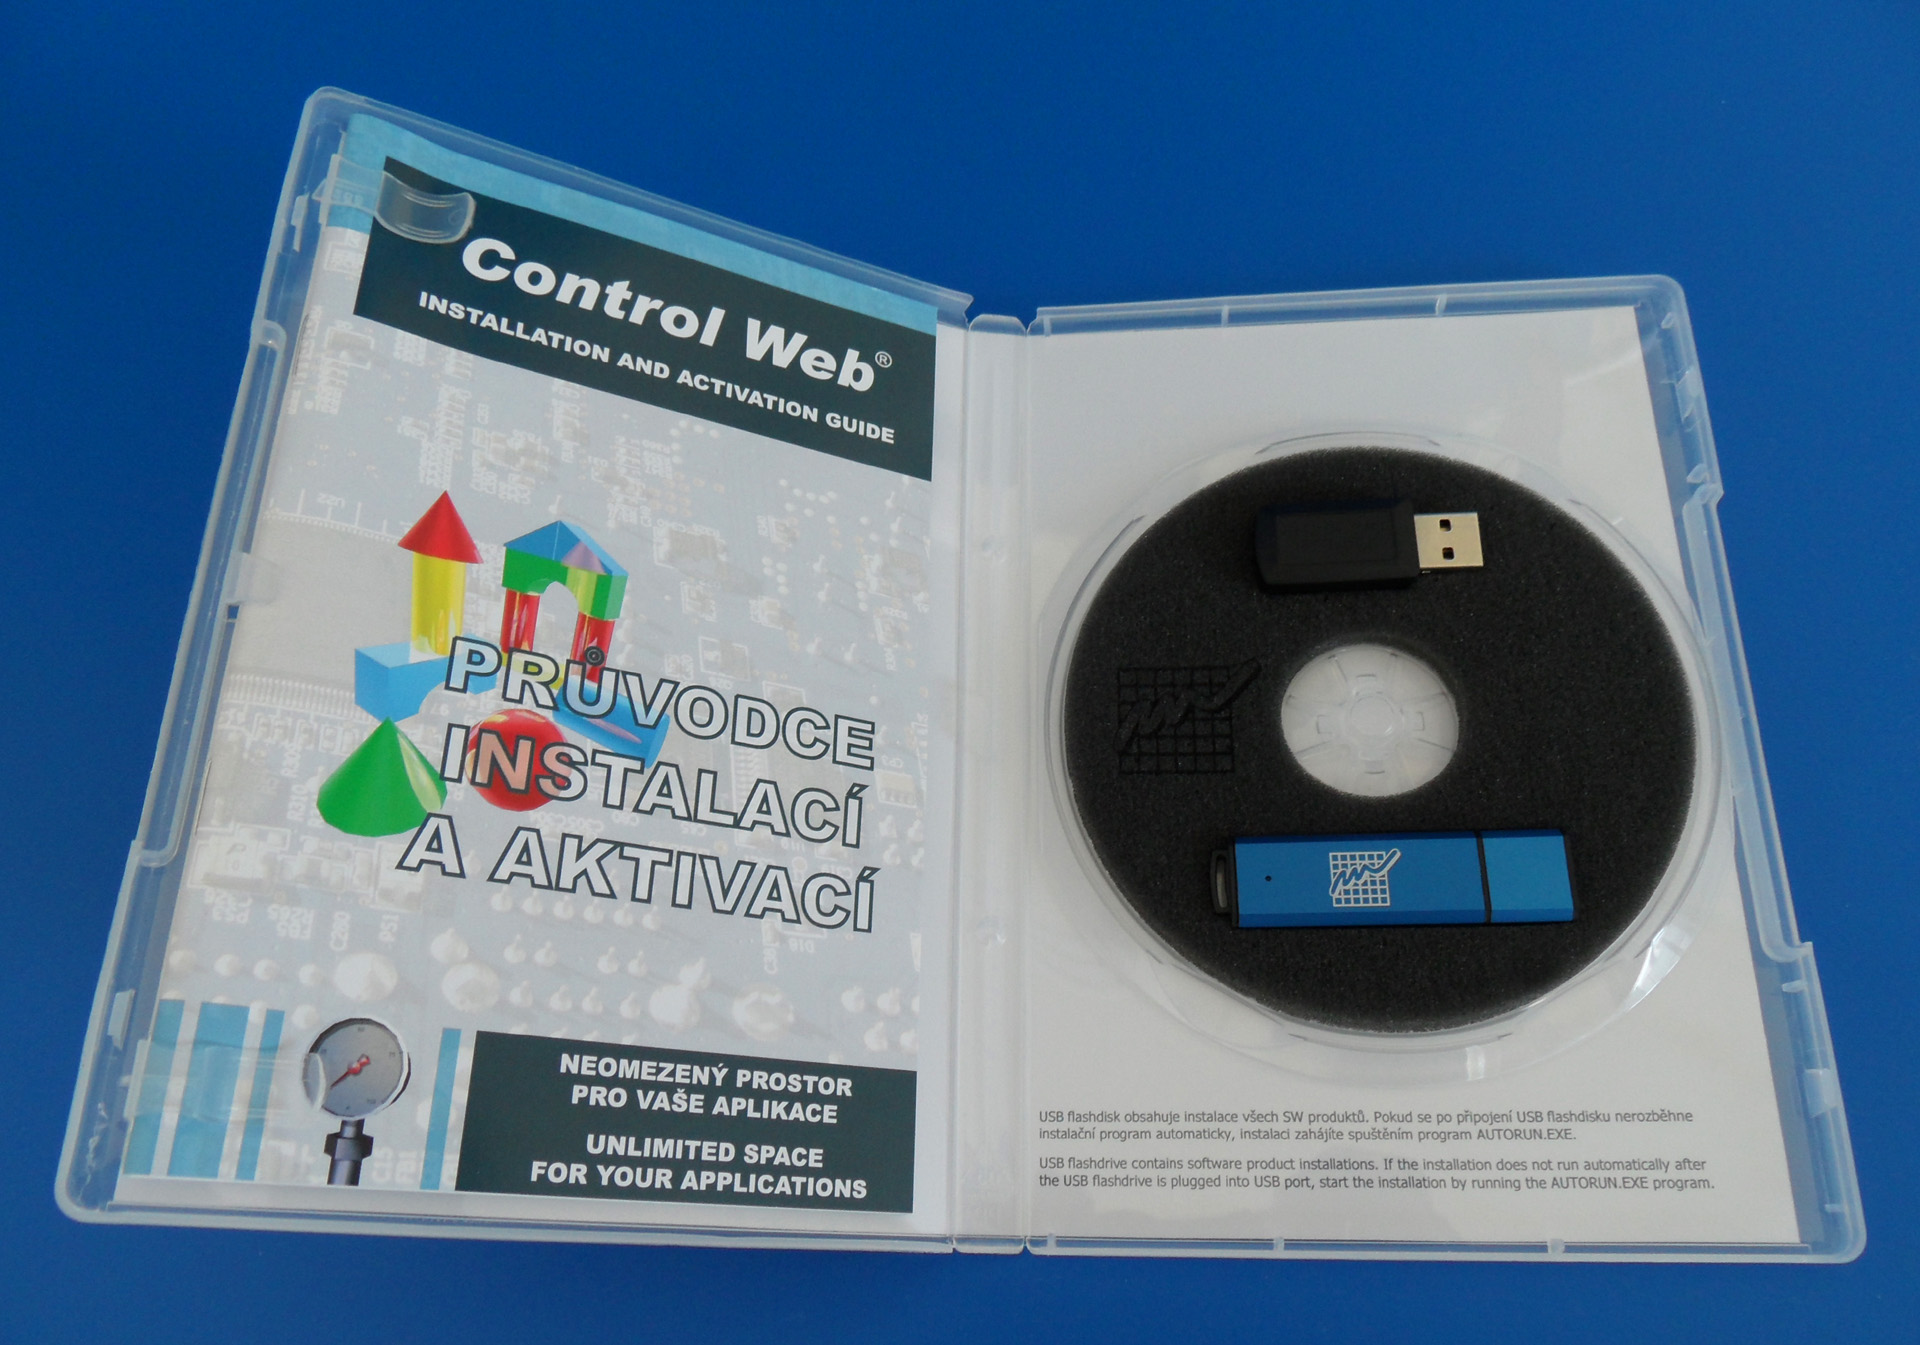 Control Web®
INSTALLATION AND ACTIVATION GUIDE
PRŮVODCE
INSTALACÍ
A AKTIVACÍ
NEOMEZENÝ PROSTOR
PRO VAŠE APLIKACE
UNLIMITED SPACE
FOR YOUR APPLICATIONS
USB flashdisk obsahuje instalace všech SW produktů. Pokud se po připojení USB flashdisku nerozběhne
instalační program automaticky, instalaci zahájíte spuštěním program AUTORUN.EXE.
USB flashdrive contains software product installations. If the installation does not run automatically after
the USB flashdrive is plugged into USB port, start the installation by running the AUTORUN.EXE program.